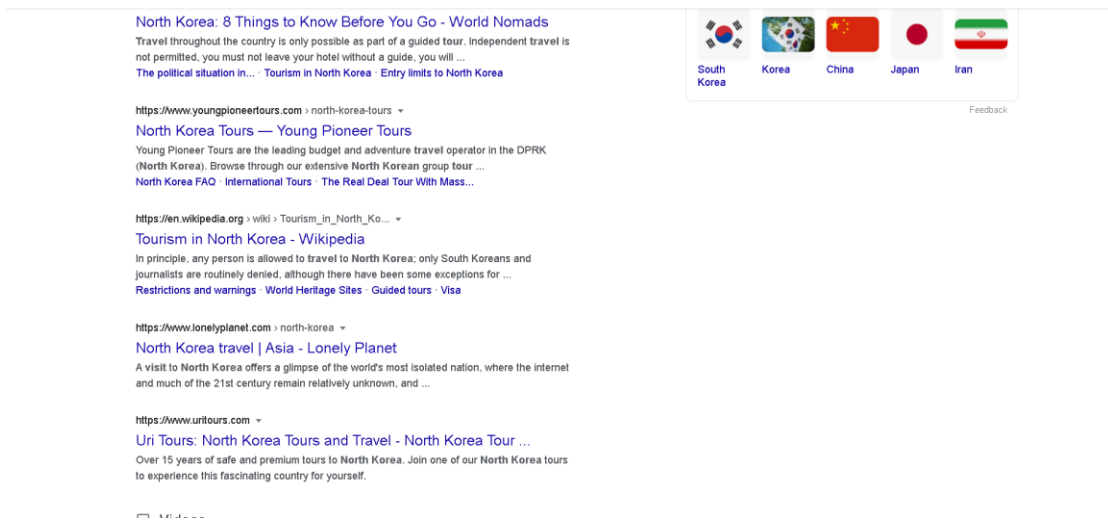 North Korea: 8 Things to Know Before You Go - World Nomads
Travel throughout the country is only possible as part of a guided tour. Independent travel is
not permitted, you must not leave your hotel without a guide, you will ...
The political situation in... · Tourism in North Korea · Entry limits to North Korea
https://www.youngpioneertours.com › north-korea-tours
North Korea Tours — Young Pioneer Tours
Young Pioneer Tours are the leading budget and adventure travel operator in the DPRK
(North Korea). Browse through our extensive North Korean group tour ...
North Korea FAQ · International Tours · The Real Deal Tour With Mass...
https://en.wikipedia.org › wiki › Tourism_in_North_Ko...
Tourism in North Korea - Wikipedia
In principle, any person is allowed to travel to North Korea; only South Koreans and
journalists are routinely denied, although there have been some exceptions for ...
Restrictions and warnings · World Heritage Sites · Guided tours · Visa
https://www.lonelyplanet.com › north-korea
North Korea travel | Asia - Lonely Planet
A visit to North Korea offers a glimpse of the world's most isolated nation, where the internet
and much of the 21st century remain relatively unknown, and ...
https://www.uritours.com
Uri Tours: North Korea Tours and Travel - North Korea Tour ...
Over 15 years of safe and premium tours to North Korea. Join one of our North Korea tours
to experience this fascinating country for yourself.
South Korea
Korea
China
Japan
Iran
Feedback